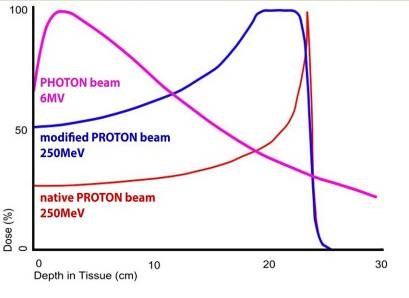 100
PHOTON beam
6MV
50
modified PROTON beam
250MeV
native PROTON beam
250MeV
Dose (%)
0
0 10 20 30
Depth in Tissue (cm)